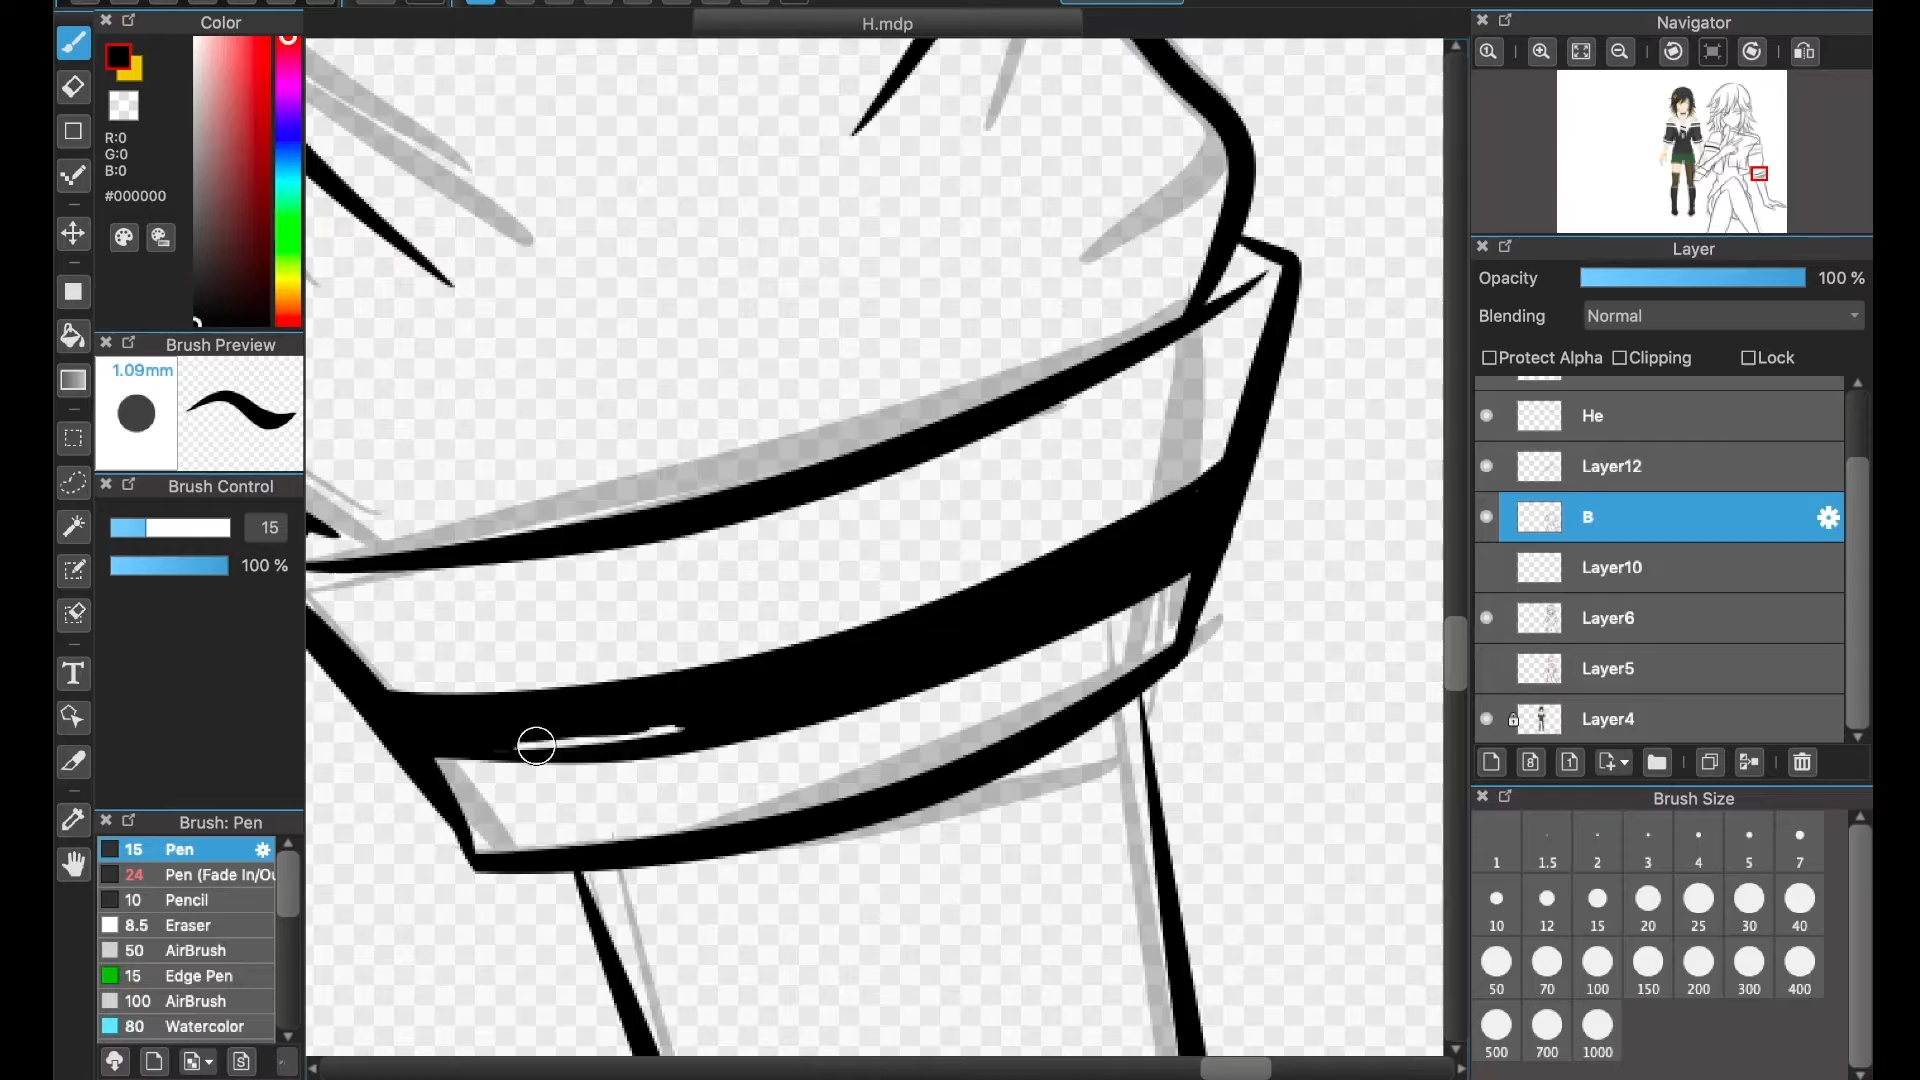 H.mdp
Color
R:0
G:0
B:0
#000000
Brush Preview
1.09mm
Brush Control
15
100 %
Brush: Pen
15 Pen
24 Pen (Fade In/Ou
10 Pencil
8.5 Eraser
50 AirBrush
15 Edge Pen
100 AirBrush
80 Watercolor
T
S
Navigator
1
Layer
Opacity 100 %
Blending Normal
Protect Alpha Clipping Lock
He
Layer12
B
Layer10
Layer6
Layer5
Layer4
8 1
Brush Size
1 1.5 2 3 4 5 7
10 12 15 20 25 30 40
50 70 100 150 200 300 400
500 700 1000